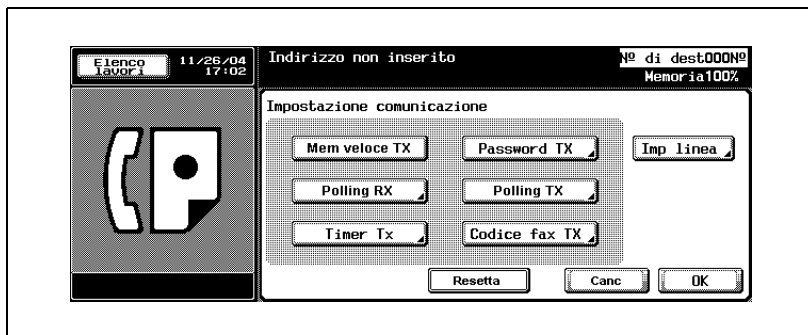 Elenco lavori 11/26/04 17:02
Indirizzo non inserito
Nº di dest000Nº
Memoria100%
Impostazione comunicazione
Mem veloce TX Password TX Imp linea
Polling RX Polling TX
Timer Tx Codice fax TX
Resetta Canc OK